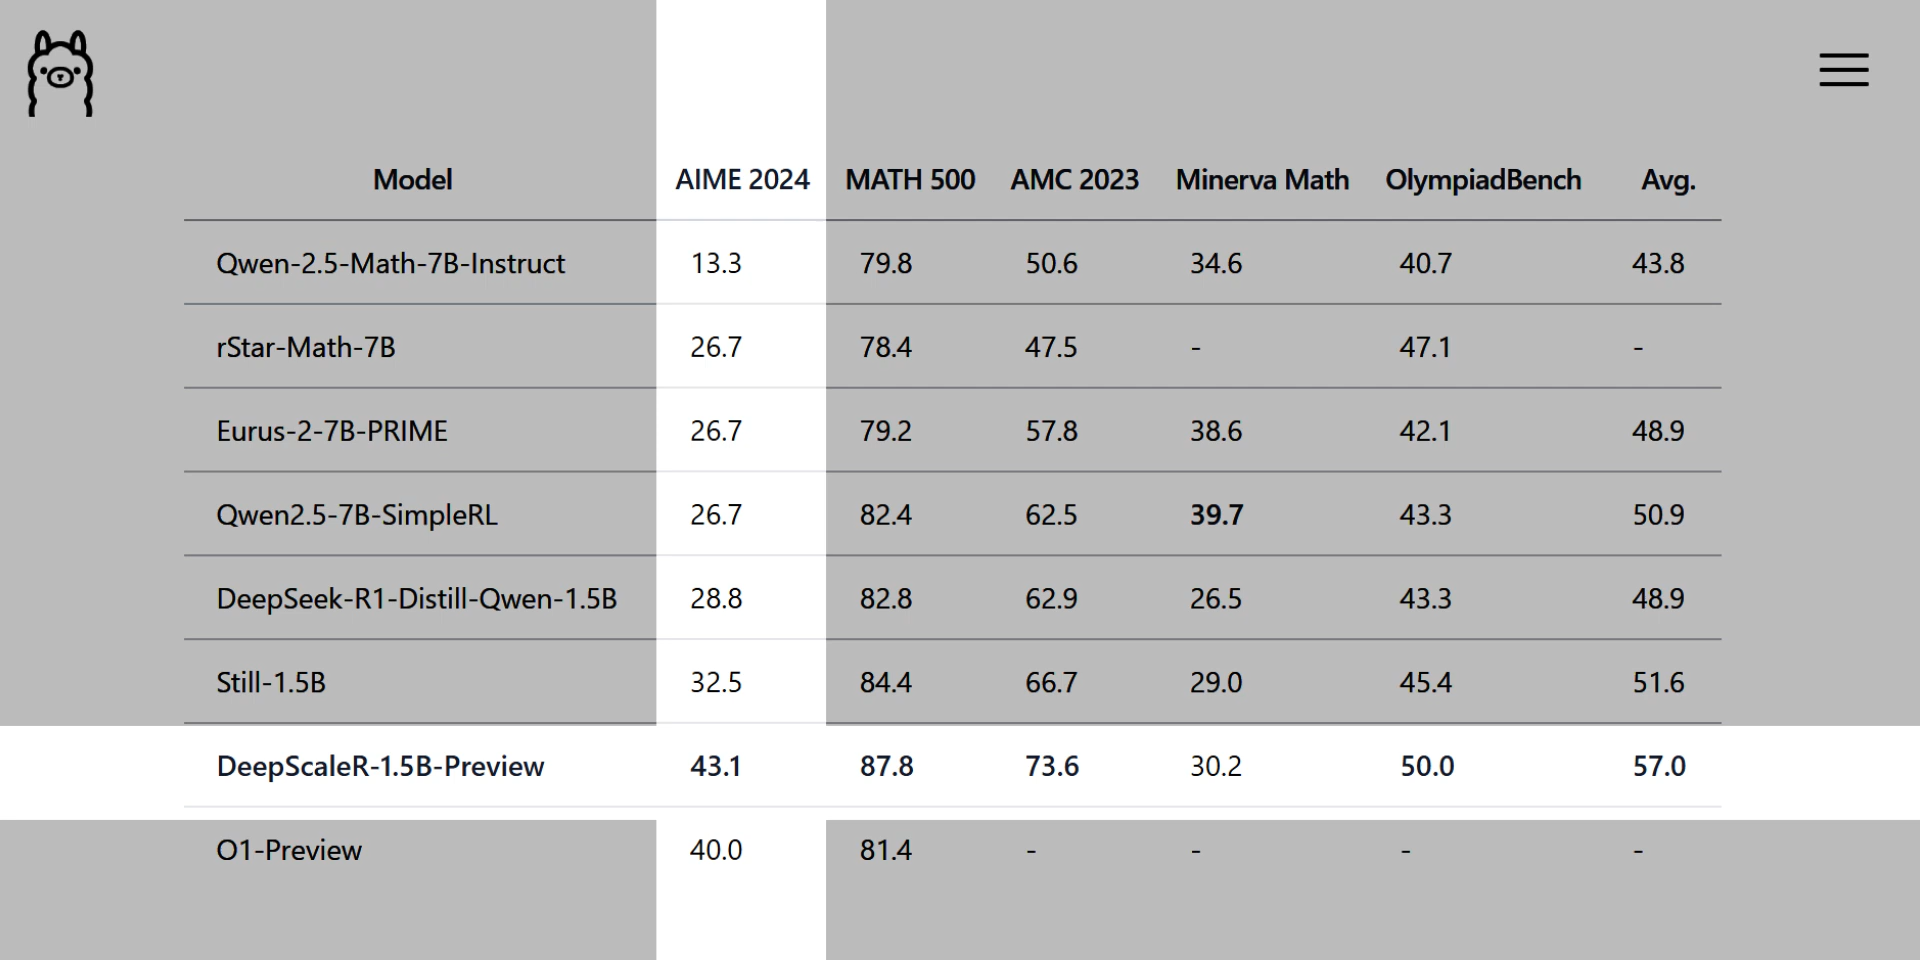 Model AIME 2024 MATH 500 AMC 2023 Minerva Math OlympiadBench Avg.
Qwen-2.5-Math-7B-Instruct 13.3 79.8 50.6 34.6 40.7 43.8
rStar-Math-7B 26.7 78.4 47.5 - 47.1 -
Eurus-2-7B-PRIME 26.7 79.2 57.8 38.6 42.1 48.9
Qwen2.5-7B-SimpleRL 26.7 82.4 62.5 39.7 43.3 50.9
DeepSeek-R1-Distill-Qwen-1.5B 28.8 82.8 62.9 26.5 43.3 48.9
Still-1.5B 32.5 84.4 66.7 29.0 45.4 51.6
DeepScaleR-1.5B-Preview 43.1 87.8 73.6 30.2 50.0 57.0
O1-Preview 40.0 81.4 - - - -